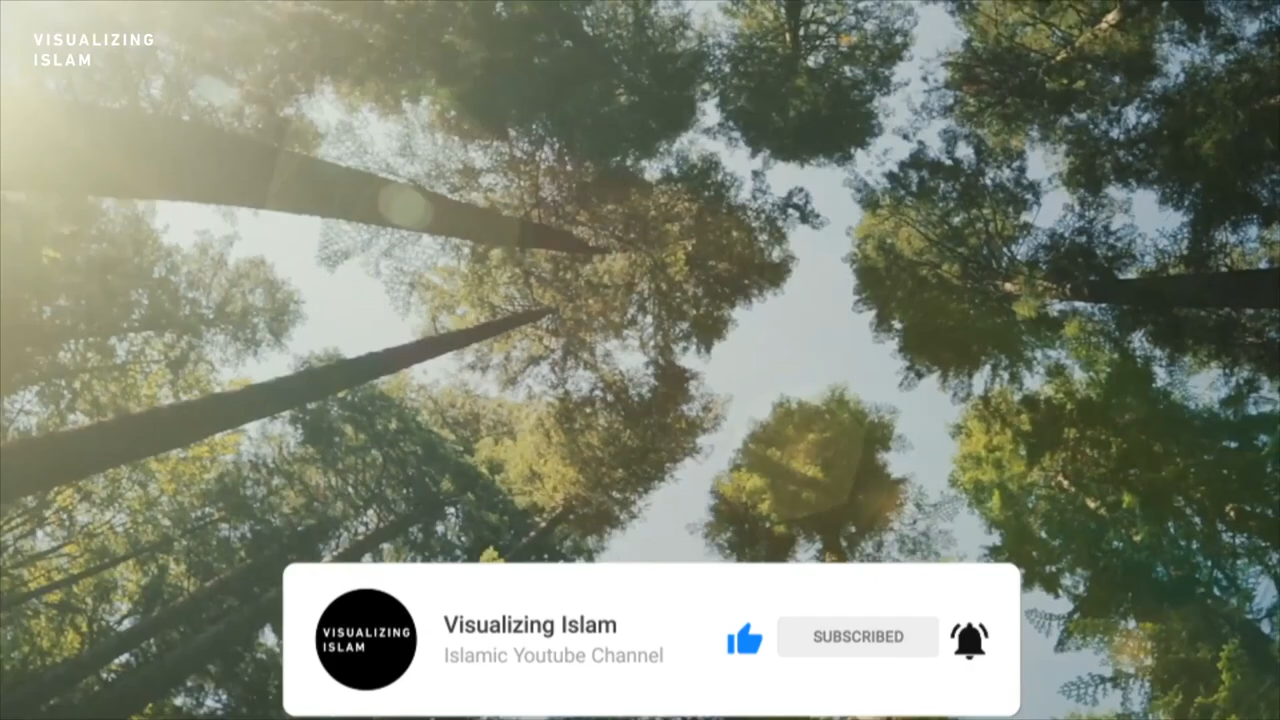 VISUALIZING
ISLAM
VISUALIZING
ISLAM
Visualizing Islam
Islamic Youtube Channel
SUBSCRIBED